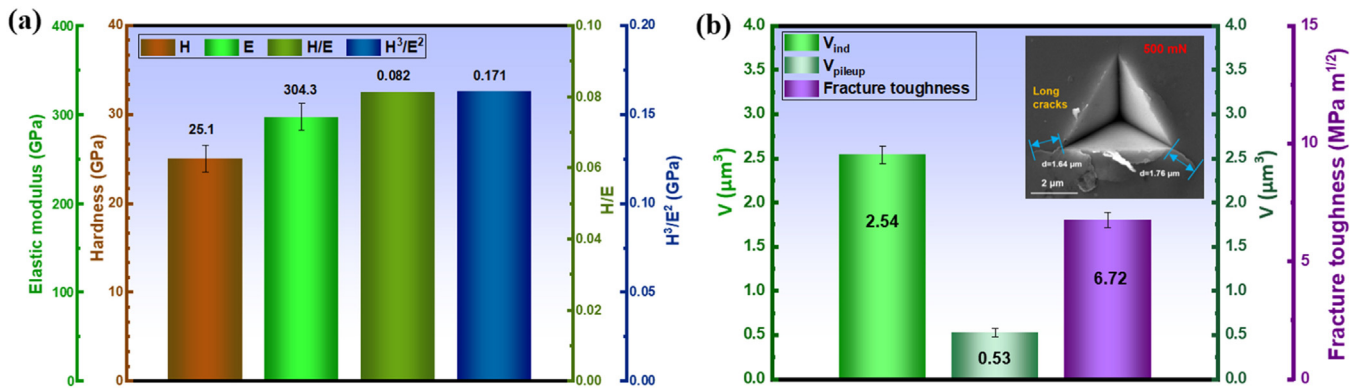 (a)
Elastic modulus (GPa)
400
300
200
100
0
Hardness (GPa)
40
30
20
10
0
H
E
H/E
H³/E²
25.1
304.3
0.082
0.171
0.10
0.08
0.06
0.04
0.02
0.00
H/E
0.20
0.15
0.10
0.05
0.00
H³/E² (GPa)
(b)
V (μm³)
4.0
3.5
3.0
2.5
2.0
1.5
1.0
0.5
0.0
V_ind
V_pileup
Fracture toughness
2.54
0.53
6.72
500 mN
Long
cracks
d=1.64 μm
d=1.76 μm
2 μm
4.0
3.5
3.0
2.5
2.0
1.5
1.0
0.5
0.0
V (μm³)
15
10
5
0
Fracture toughness (MPa m^1/2)